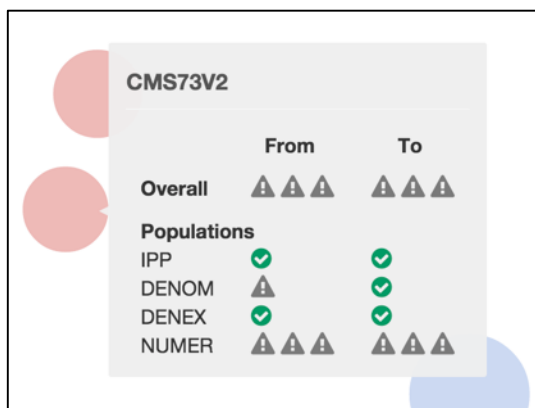 CMS73V2
From To
Overall
Populations
IPP
DENOM
DENEX
NUMER